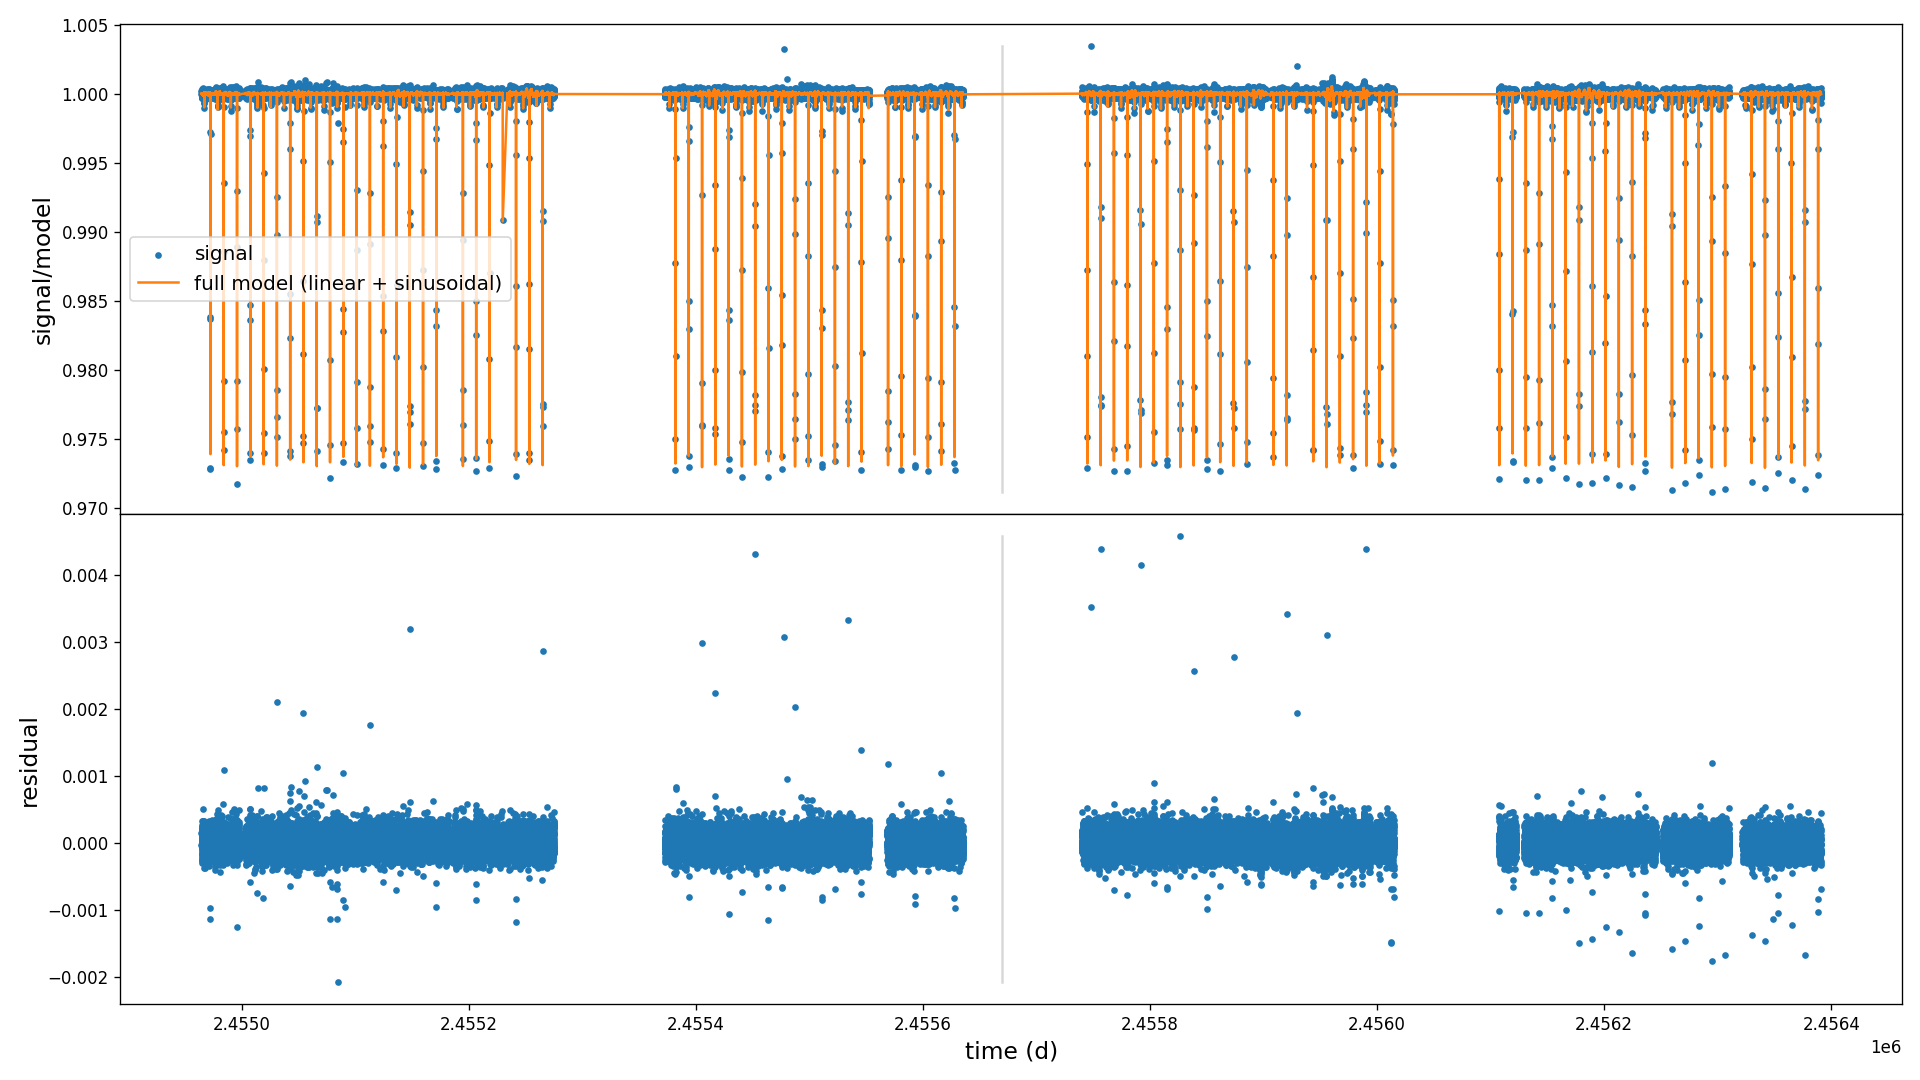 1.005
1.000
0.995
0.990
0.985
0.980
0.975
0.970
signal/model
signal
full model (linear + sinusoidal)
0.004
0.003
0.002
0.001
0.000
−0.001
−0.002
residual
2.4550 2.4552 2.4554 2.4556 2.4558 2.4560 2.4562 2.4564
1e6
time (d)